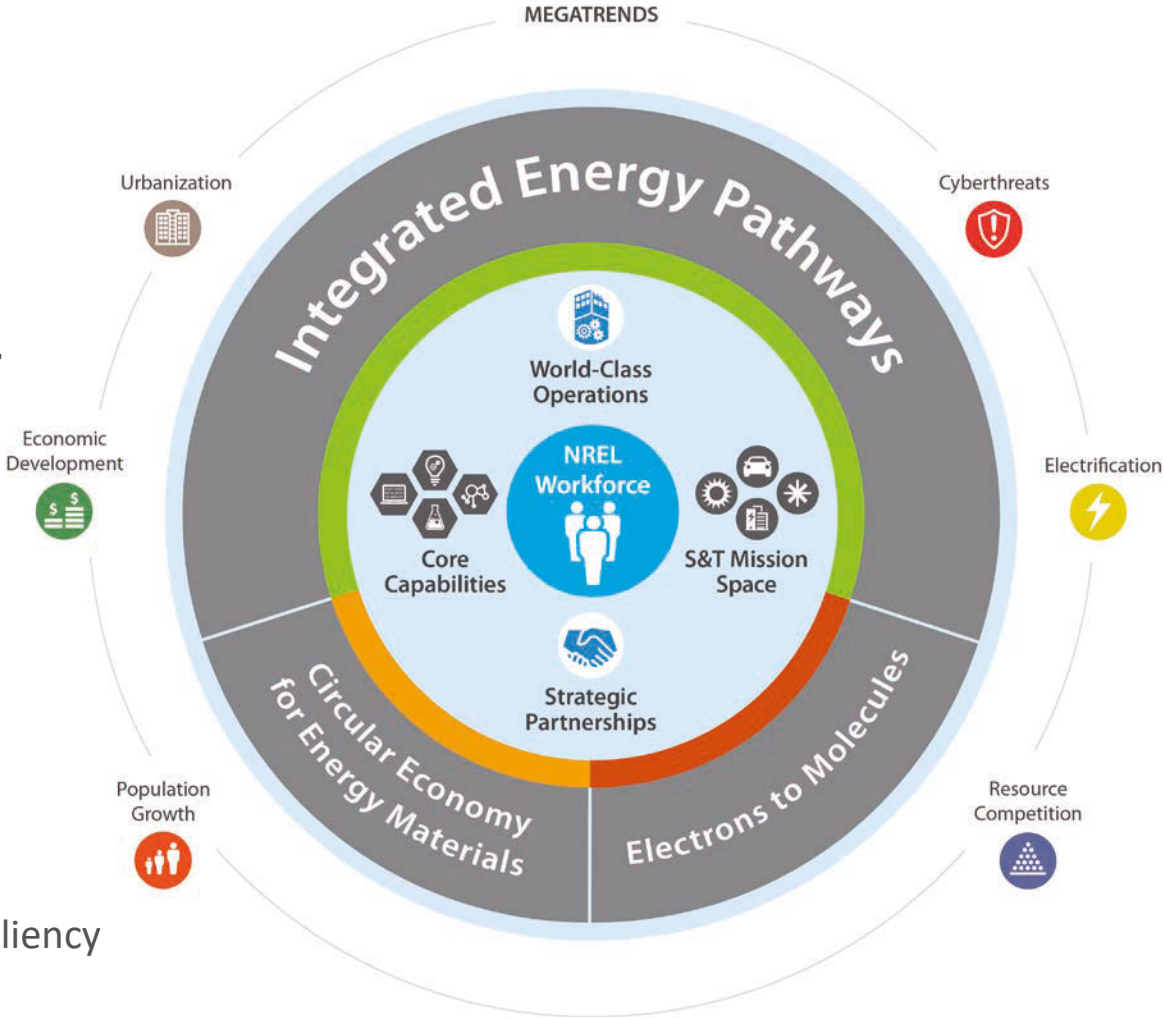 MEGATRENDS
Urbanization
Cyberthreats
Integrated Energy Pathways
World-Class
Operations
Economic
Development
NREL
Workforce
Electrification
Core
Capabilities
S&T Mission
Space
Strategic
Partnerships
Circular Economy
for Energy Materials
Electrons to Molecules
Population
Growth
Resource
Competition
liency